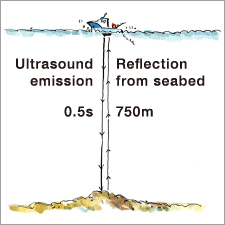 Ultrasound
emission
Reflection
from seabed
0.5s
750m